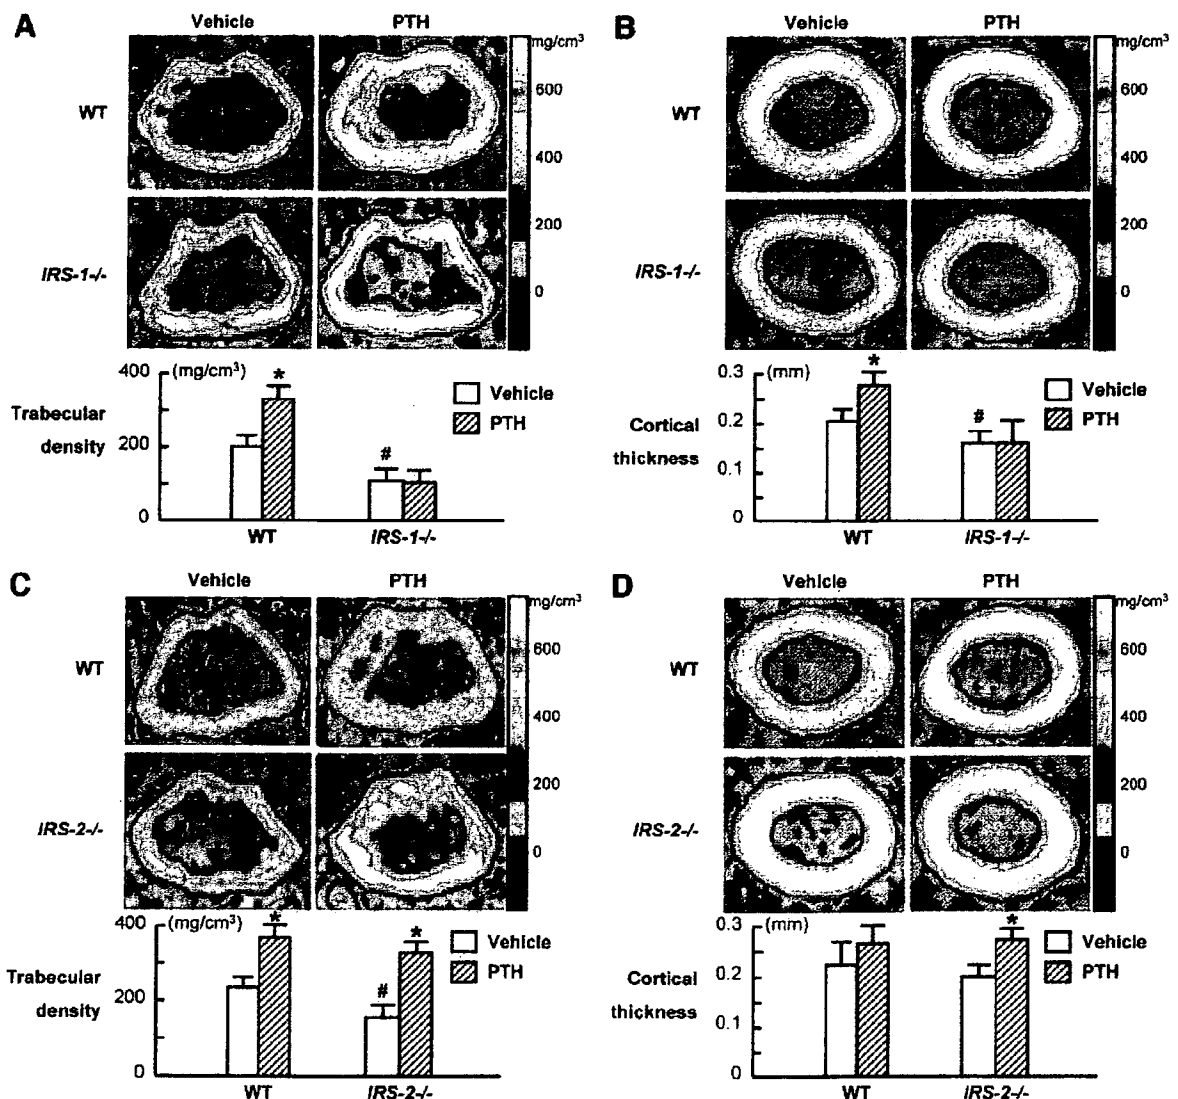 A
Vehicle PTH
mg/cm³
WT
600
400
200
IRS-1-/-
0
400 (mg/cm³)
*
Vehicle
PTH
Trabecular
density
200
#
0
WT IRS-1-/-
B
Vehicle PTH
mg/cm³
WT
600
400
200
IRS-1-/-
0
0.3 (mm)
*
Vehicle
PTH
Cortical
thickness
0.2
#
0.1
0
WT IRS-1-/-
C
Vehicle PTH
mg/cm³
WT
600
400
200
IRS-2-/-
0
400 (mg/cm³)
* *
Vehicle
PTH
Trabecular
density
200
#
0
WT IRS-2-/-
D
Vehicle PTH
mg/cm³
WT
600
400
200
IRS-2-/-
0
0.3 (mm)
*
Vehicle
PTH
Cortical
thickness
0.2
0.1
0
WT IRS-2-/-